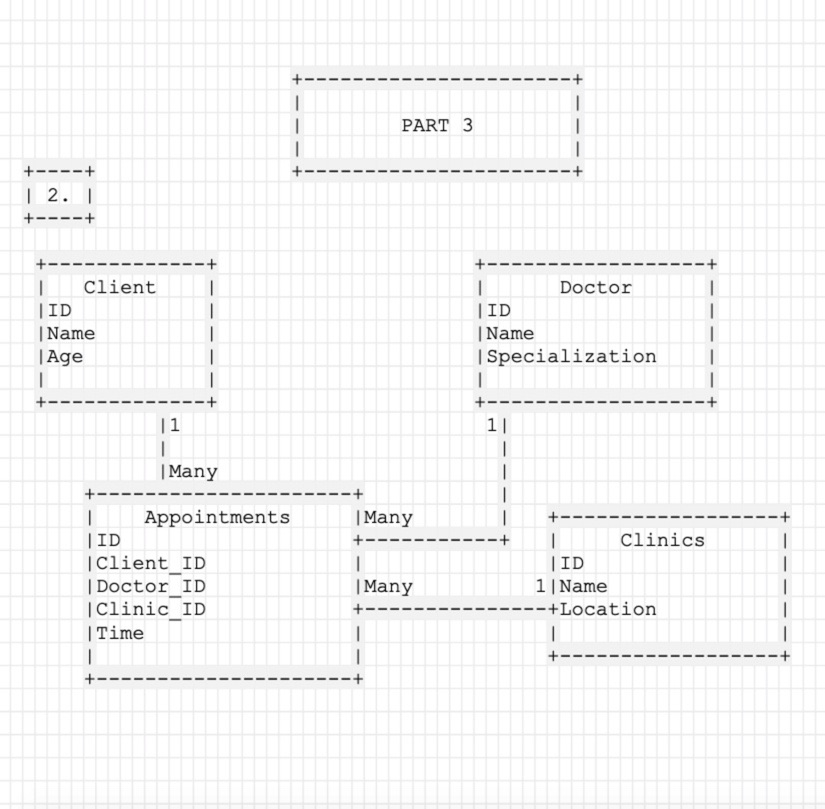 PART 3
2.
Client
ID
Name
Age
Doctor
ID
Name
Specialization
1
1
Many
Appointments
ID
Client_ID
Doctor_ID
Clinic_ID
Time
Many
Many
1
Clinics
ID
Name
Location